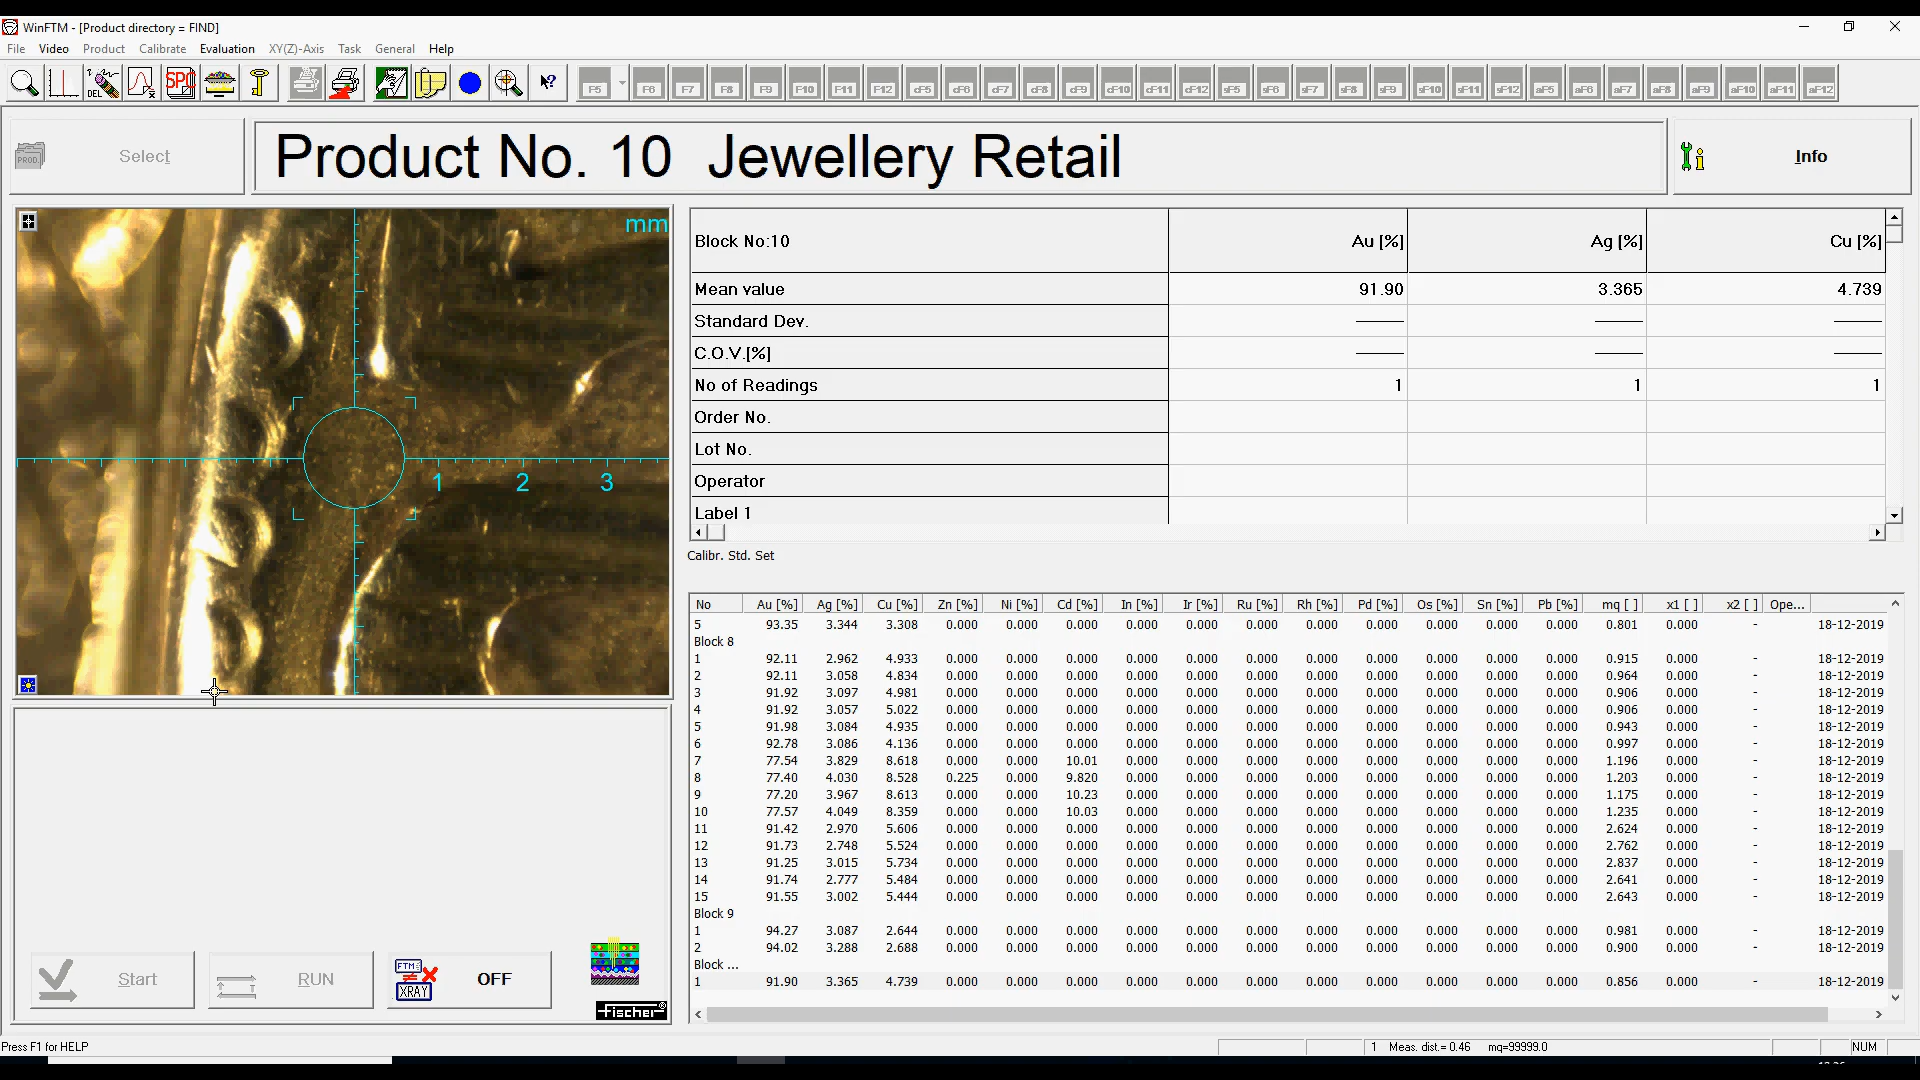 WinFTM - [Product directory = FIND]
File Video Product Calibrate Evaluation XY(Z)-Axis Task General Help
DEL SPC F5 F6 F7 F8 F9 F10 F11 F12 cF5 cF6 cF7 cF8 cF9 cF10 cF11 cF12 sF5 sF6 sF7 sF8 sF9 sF10 sF11 sF12 aF5 aF6 aF7 aF8 aF9 aF10 aF11 aF12
PROD. Select Product No. 10 Jewellery Retail Info
mm
1 2 3
Block No:10 Au [%] Ag [%] Cu [%]
Mean value 91.90 3.365 4.739
Standard Dev.
C.O.V.[%]
No of Readings 1 1 1
Order No.
Lot No.
Operator
Label 1
Calibr. Std. Set
No Au [%] Ag [%] Cu [%] Zn [%] Ni [%] Cd [%] In [%] Ir [%] Ru [%] Rh [%] Pd [%] Os [%] Sn [%] Pb [%] mq [ ] x1 [ ] x2 [ ] Ope...
5 93.35 3.344 3.308 0.000 0.000 0.000 0.000 0.000 0.000 0.000 0.000 0.000 0.000 0.000 0.801 0.000 - 18-12-2019
Block 8
1 92.11 2.962 4.933 0.000 0.000 0.000 0.000 0.000 0.000 0.000 0.000 0.000 0.000 0.000 0.915 0.000 - 18-12-2019
2 92.11 3.058 4.834 0.000 0.000 0.000 0.000 0.000 0.000 0.000 0.000 0.000 0.000 0.000 0.964 0.000 - 18-12-2019
3 91.92 3.097 4.981 0.000 0.000 0.000 0.000 0.000 0.000 0.000 0.000 0.000 0.000 0.000 0.906 0.000 - 18-12-2019
4 91.92 3.057 5.022 0.000 0.000 0.000 0.000 0.000 0.000 0.000 0.000 0.000 0.000 0.000 0.906 0.000 - 18-12-2019
5 91.98 3.084 4.935 0.000 0.000 0.000 0.000 0.000 0.000 0.000 0.000 0.000 0.000 0.000 0.943 0.000 - 18-12-2019
6 92.78 3.086 4.136 0.000 0.000 0.000 0.000 0.000 0.000 0.000 0.000 0.000 0.000 0.000 0.997 0.000 - 18-12-2019
7 77.54 3.829 8.618 0.000 0.000 10.01 0.000 0.000 0.000 0.000 0.000 0.000 0.000 0.000 1.196 0.000 - 18-12-2019
8 77.40 4.030 8.528 0.225 0.000 9.820 0.000 0.000 0.000 0.000 0.000 0.000 0.000 0.000 1.203 0.000 - 18-12-2019
9 77.20 3.967 8.613 0.000 0.000 10.23 0.000 0.000 0.000 0.000 0.000 0.000 0.000 0.000 1.175 0.000 - 18-12-2019
10 77.57 4.049 8.359 0.000 0.000 10.03 0.000 0.000 0.000 0.000 0.000 0.000 0.000 0.000 1.235 0.000 - 18-12-2019
11 91.42 2.970 5.606 0.000 0.000 0.000 0.000 0.000 0.000 0.000 0.000 0.000 0.000 0.000 2.624 0.000 - 18-12-2019
12 91.73 2.748 5.524 0.000 0.000 0.000 0.000 0.000 0.000 0.000 0.000 0.000 0.000 0.000 2.762 0.000 - 18-12-2019
13 91.25 3.015 5.734 0.000 0.000 0.000 0.000 0.000 0.000 0.000 0.000 0.000 0.000 0.000 2.837 0.000 - 18-12-2019
14 91.74 2.777 5.484 0.000 0.000 0.000 0.000 0.000 0.000 0.000 0.000 0.000 0.000 0.000 2.641 0.000 - 18-12-2019
15 91.55 3.002 5.444 0.000 0.000 0.000 0.000 0.000 0.000 0.000 0.000 0.000 0.000 0.000 2.643 0.000 - 18-12-2019
Block 9
1 94.27 3.087 2.644 0.000 0.000 0.000 0.000 0.000 0.000 0.000 0.000 0.000 0.000 0.000 0.981 0.000 - 18-12-2019
2 94.02 3.288 2.688 0.000 0.000 0.000 0.000 0.000 0.000 0.000 0.000 0.000 0.000 0.000 0.900 0.000 - 18-12-2019
Block ...
1 91.90 3.365 4.739 0.000 0.000 0.000 0.000 0.000 0.000 0.000 0.000 0.000 0.000 0.000 0.856 0.000 - 18-12-2019
Start RUN FTM ≠ XRAY OFF
Fischer®
Press F1 for HELP 1 Meas. dist.= 0.46 mq=99999.0 NUM